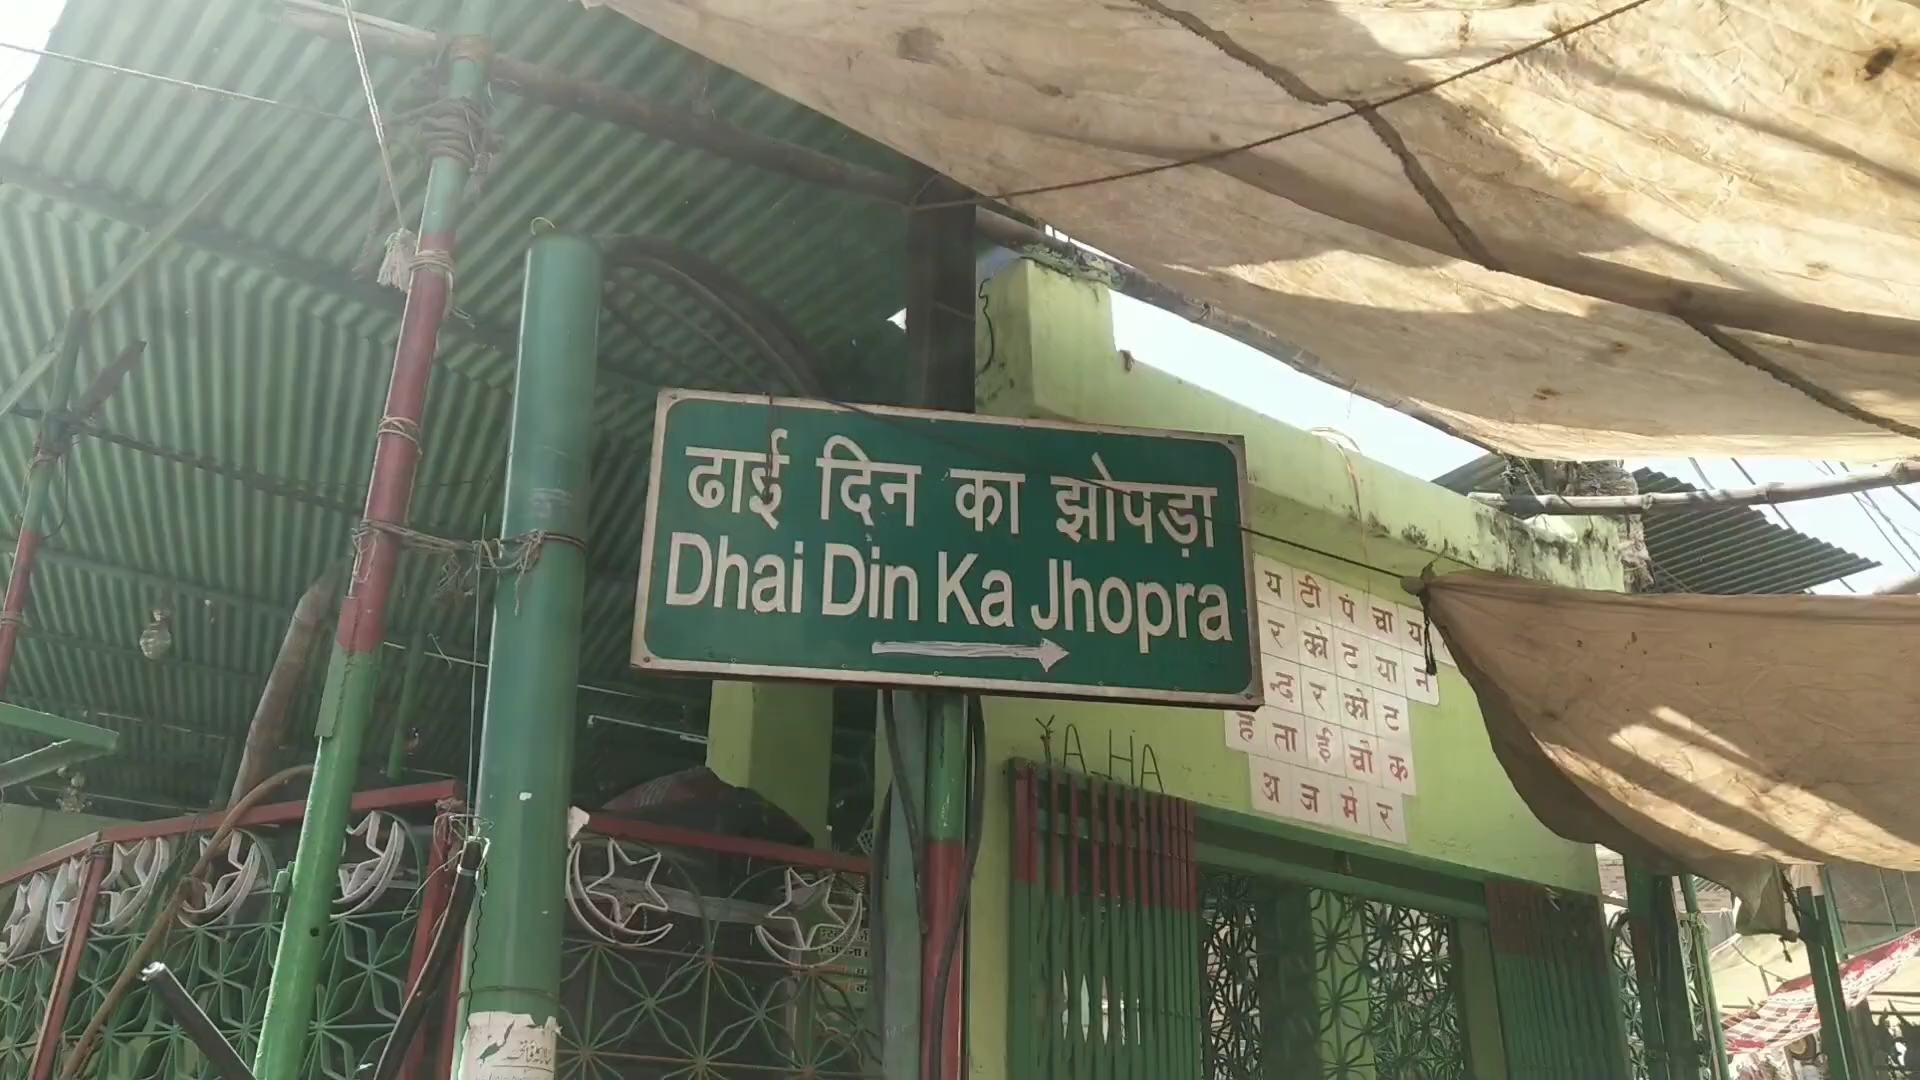 ढाई दिन का झोपड़ा
Dhai Din Ka Jhopra
य टी पं चा य
र को ट या न
न्द र को ट
ह ता ई चौ क
अ ज मे र
YA-HA